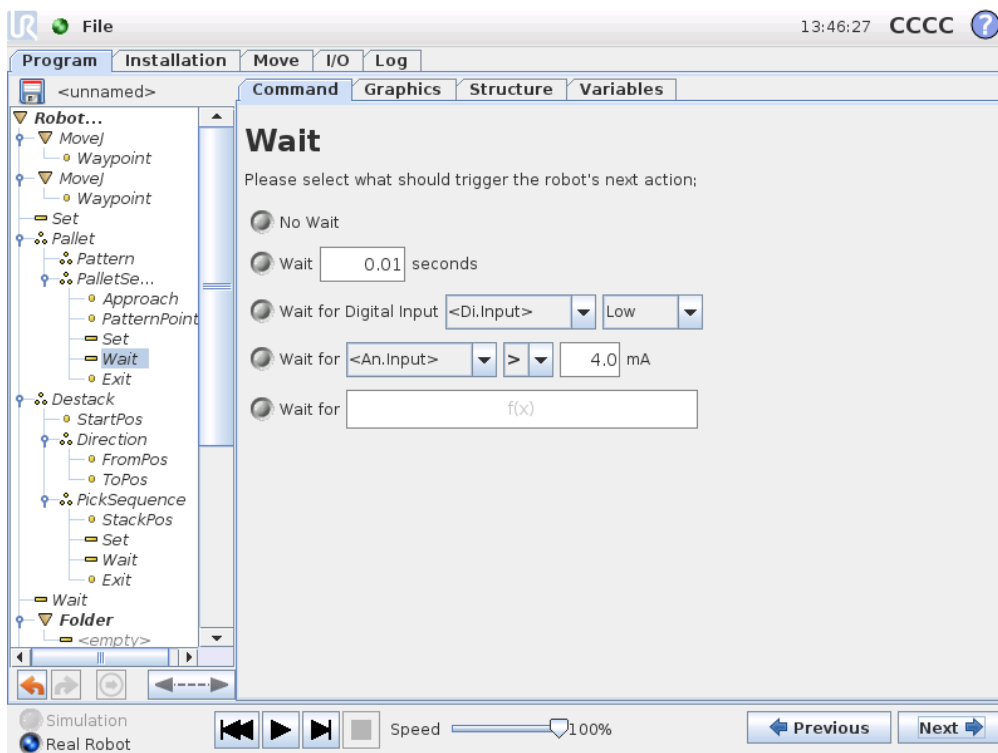 UR File 13:46:27 CCCC ?
Program Installation Move I/O Log
<unnamed>
Command Graphics Structure Variables
Robot...
MoveJ
Waypoint
MoveJ
Waypoint
Set
Pallet
Pattern
PalletSe...
Approach
PatternPoint
Set
Wait
Exit
Destack
StartPos
Direction
FromPos
ToPos
PickSequence
StackPos
Set
Wait
Exit
Wait
Folder
<empty>
Wait
Please select what should trigger the robot's next action;
No Wait
Wait 0.01 seconds
Wait for Digital Input <Di.Input> Low
Wait for <An.Input> > 4.0 mA
Wait for f(x)
Simulation
Real Robot
Speed 100%
Previous Next